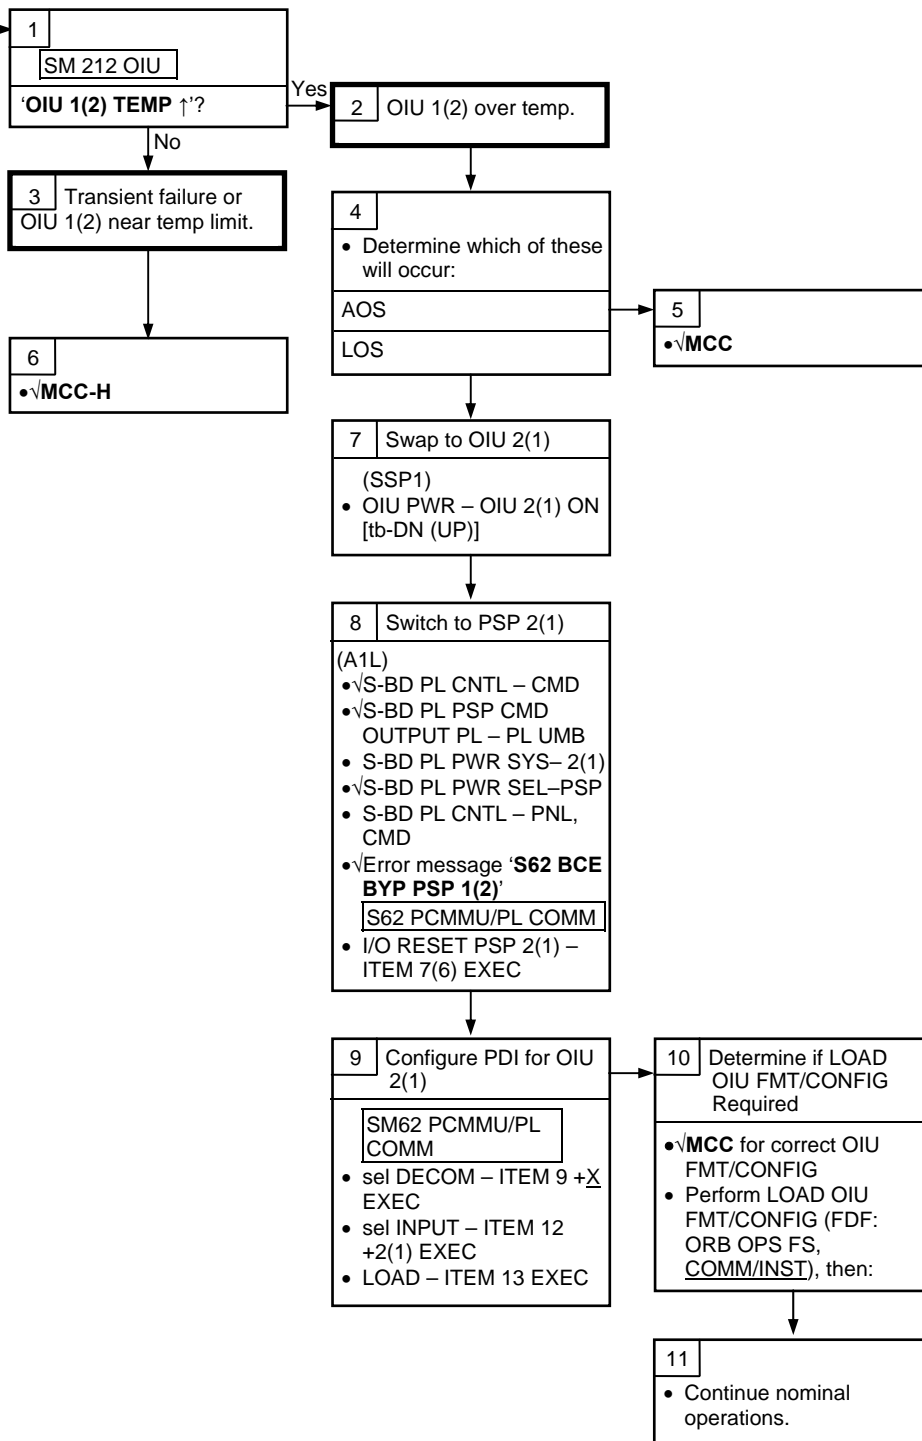 1
SM 212 OIU
‘OIU 1(2) TEMP ↑’?
Yes
No
2
OIU 1(2) over temp.
3
Transient failure or
OIU 1(2) near temp limit.
4
• Determine which of these
will occur:
AOS
LOS
5
•√MCC
6
•√MCC-H
7
Swap to OIU 2(1)
(SSP1)
• OIU PWR – OIU 2(1) ON
[tb-DN (UP)]
8
Switch to PSP 2(1)
(A1L)
•√S-BD PL CNTL – CMD
•√S-BD PL PSP CMD
OUTPUT PL – PL UMB
• S-BD PL PWR SYS– 2(1)
•√S-BD PL PWR SEL–PSP
• S-BD PL CNTL – PNL,
CMD
•√Error message ‘S62 BCE
BYP PSP 1(2)’
S62 PCMMU/PL COMM
• I/O RESET PSP 2(1) –
ITEM 7(6) EXEC
9
Configure PDI for OIU
2(1)
SM62 PCMMU/PL
COMM
• sel DECOM – ITEM 9 +X
EXEC
• sel INPUT – ITEM 12
+2(1) EXEC
• LOAD – ITEM 13 EXEC
10
Determine if LOAD
OIU FMT/CONFIG
Required
•√MCC for correct OIU
FMT/CONFIG
• Perform LOAD OIU
FMT/CONFIG (FDF:
ORB OPS FS,
COMM/INST), then:
11
• Continue nominal
operations.